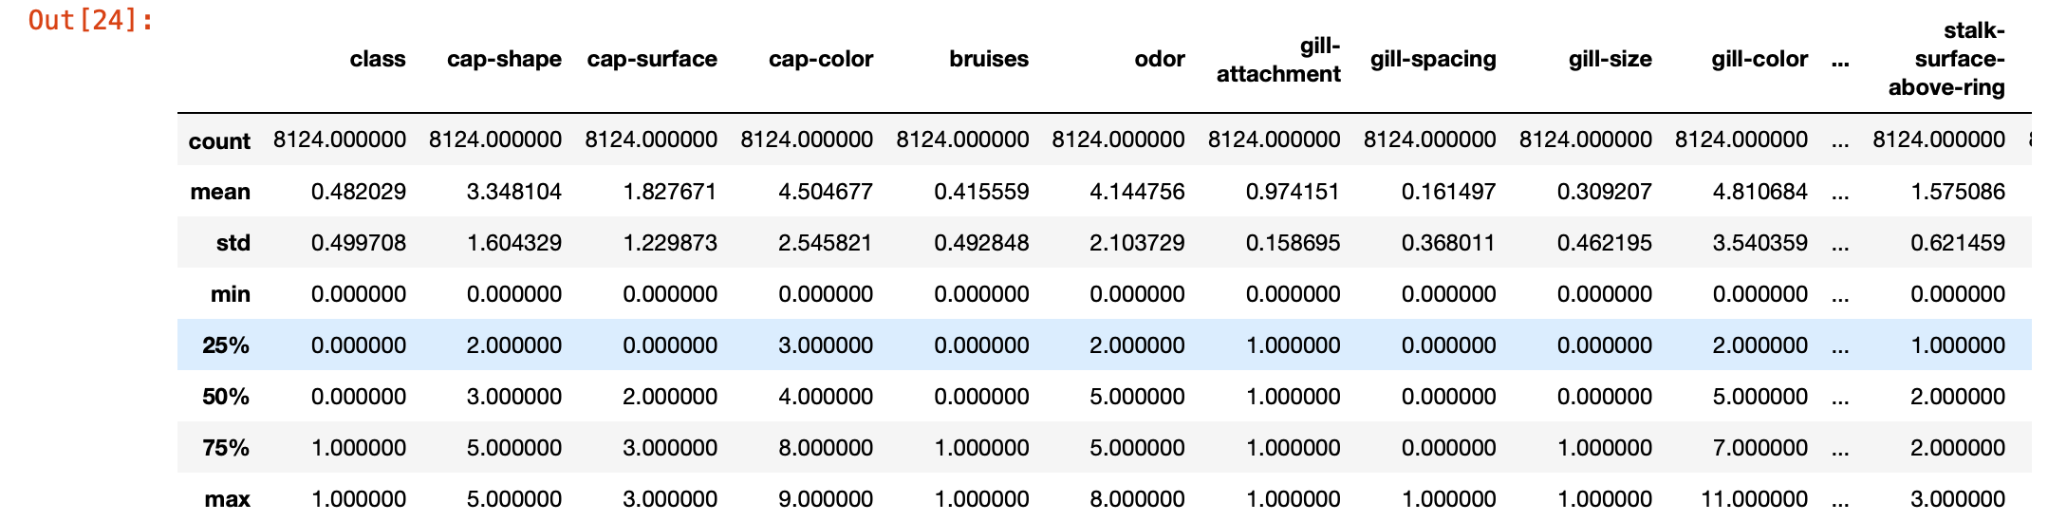 Out[24]:
class cap-shape cap-surface cap-color bruises odor gill-attachment gill-spacing gill-size gill-color ... stalk-surface-above-ring
count 8124.000000 8124.000000 8124.000000 8124.000000 8124.000000 8124.000000 8124.000000 8124.000000 8124.000000 8124.000000 ... 8124.000000
mean 0.482029 3.348104 1.827671 4.504677 0.415559 4.144756 0.974151 0.161497 0.309207 4.810684 ... 1.575086
std 0.499708 1.604329 1.229873 2.545821 0.492848 2.103729 0.158695 0.368011 0.462195 3.540359 ... 0.621459
min 0.000000 0.000000 0.000000 0.000000 0.000000 0.000000 0.000000 0.000000 0.000000 0.000000 ... 0.000000
25% 0.000000 2.000000 0.000000 3.000000 0.000000 2.000000 1.000000 0.000000 0.000000 2.000000 ... 1.000000
50% 0.000000 3.000000 2.000000 4.000000 0.000000 5.000000 1.000000 0.000000 0.000000 5.000000 ... 2.000000
75% 1.000000 5.000000 3.000000 8.000000 1.000000 5.000000 1.000000 0.000000 1.000000 7.000000 ... 2.000000
max 1.000000 5.000000 3.000000 9.000000 1.000000 8.000000 1.000000 1.000000 1.000000 11.000000 ... 3.000000